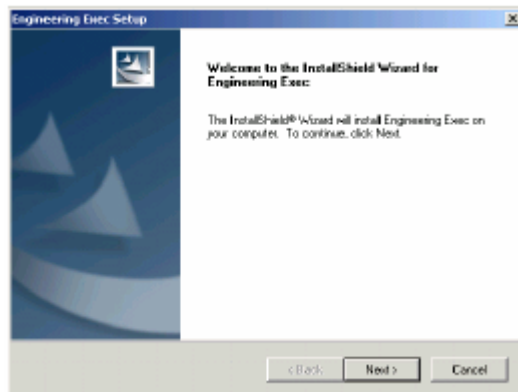 Engineering Exec Setup
Welcome to the InstallShield Wizard for
Engineering Exec
The InstallShield® Wizard will install Engineering Exec on
your computer. To continue, click Next.
< Back
Next >
Cancel